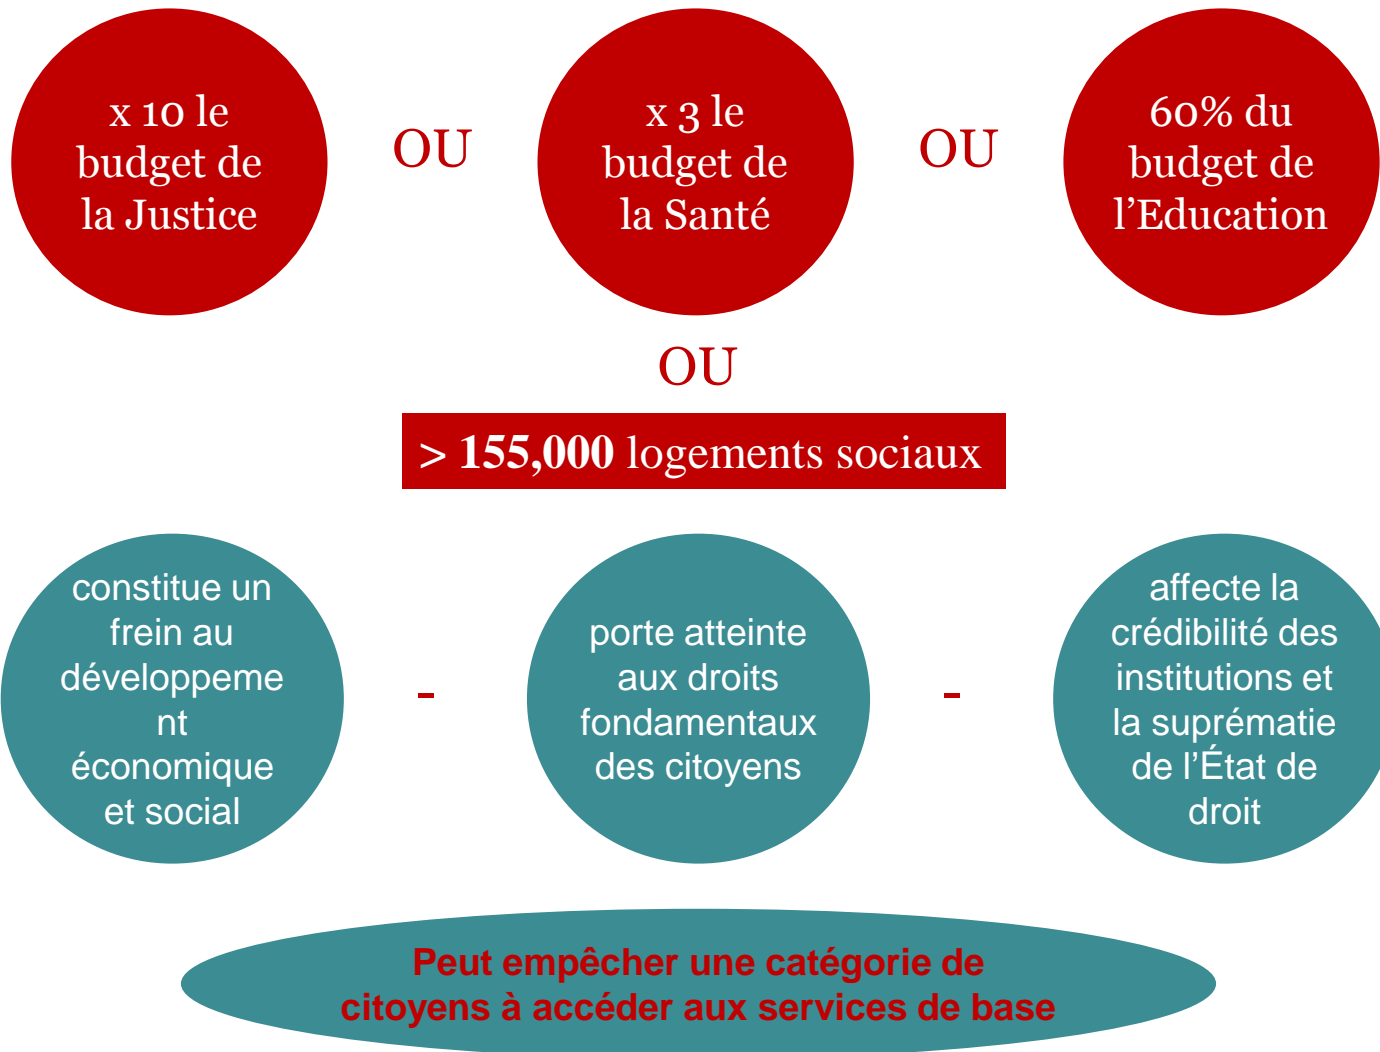 x 10 le
budget de
la Justice
OU
x 3 le
budget de
la Santé
OU
60% du
budget de
l’Education
OU
> 155,000 logements sociaux
constitue un
frein au
développeme
nt
économique
et social
-
porte atteinte
aux droits
fondamentaux
des citoyens
-
affecte la
crédibilité des
institutions et
la suprématie
de l’État de
droit
Peut empêcher une catégorie de
citoyens à accéder aux services de base